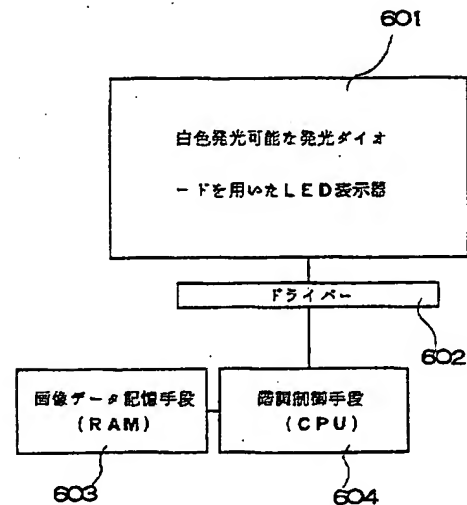 601
白色発光可能な発光ダイオ
ードを用いたLED表示器
ドライバー
602
画像データ記憶手段
(RAM)
階調制御手段
(CPU)
603
604